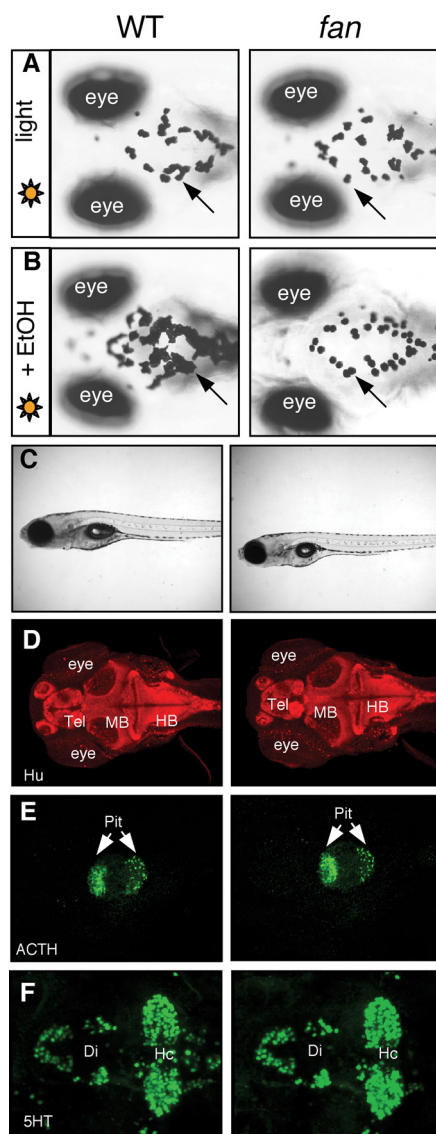 WT fan
A light
eye eye
eye eye
B + EtOH
eye eye
eye eye
C
D
eye eye
Tel MB HB Tel MB HB
eye eye
Hu
E
Pit Pit
ACTH
F
Di Hc Di Hc
5HT